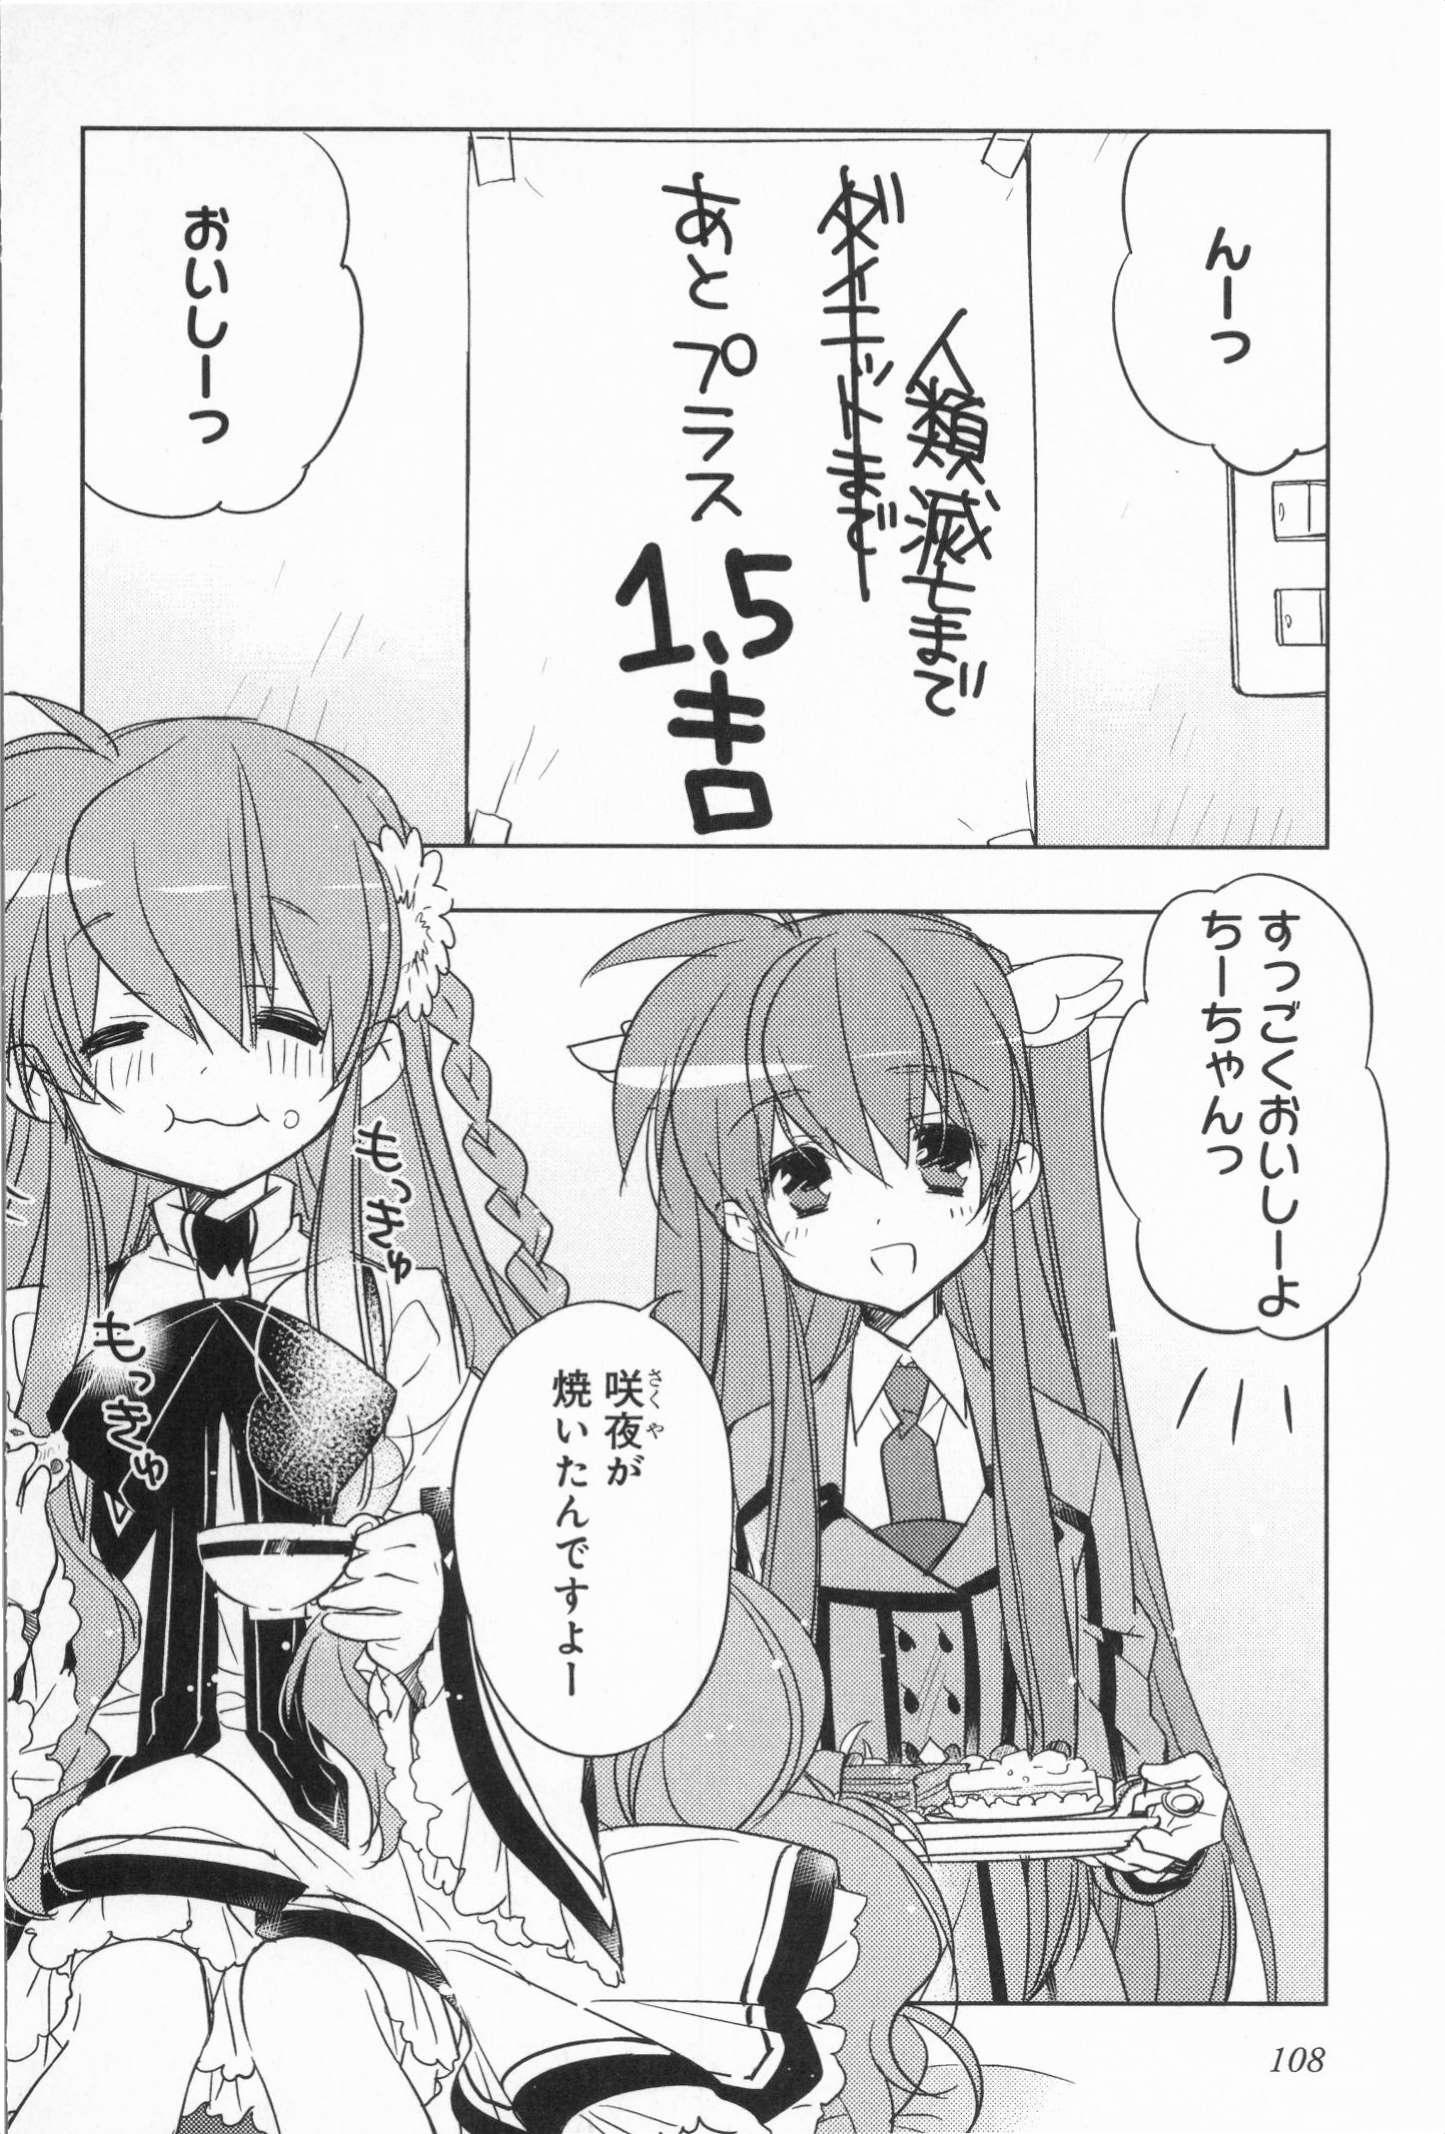 んーっ
人類滅亡まで
ダイエットまで
あとプラス
1.5
キロ
おいしーっ
すっごくおいしーよ
ちーちゃんっ
咲夜が
さくや
焼いたんですよー
もっきゅ
もっきゅ
108